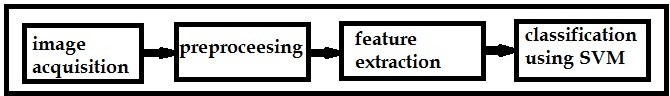 image
acquisition
preproceesing
feature
extraction
classification
using SVM